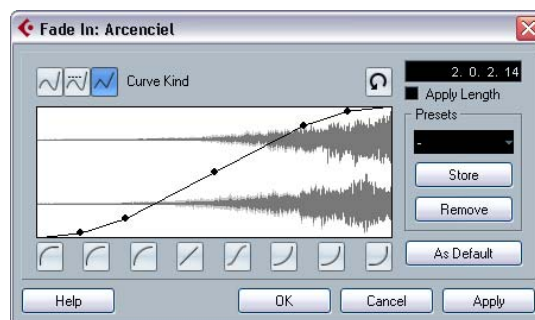 Fade In: Arcenciel
Curve Kind
2. 0. 2. 14
Apply Length
Presets
-
Store
Remove
As Default
Help
OK
Cancel
Apply